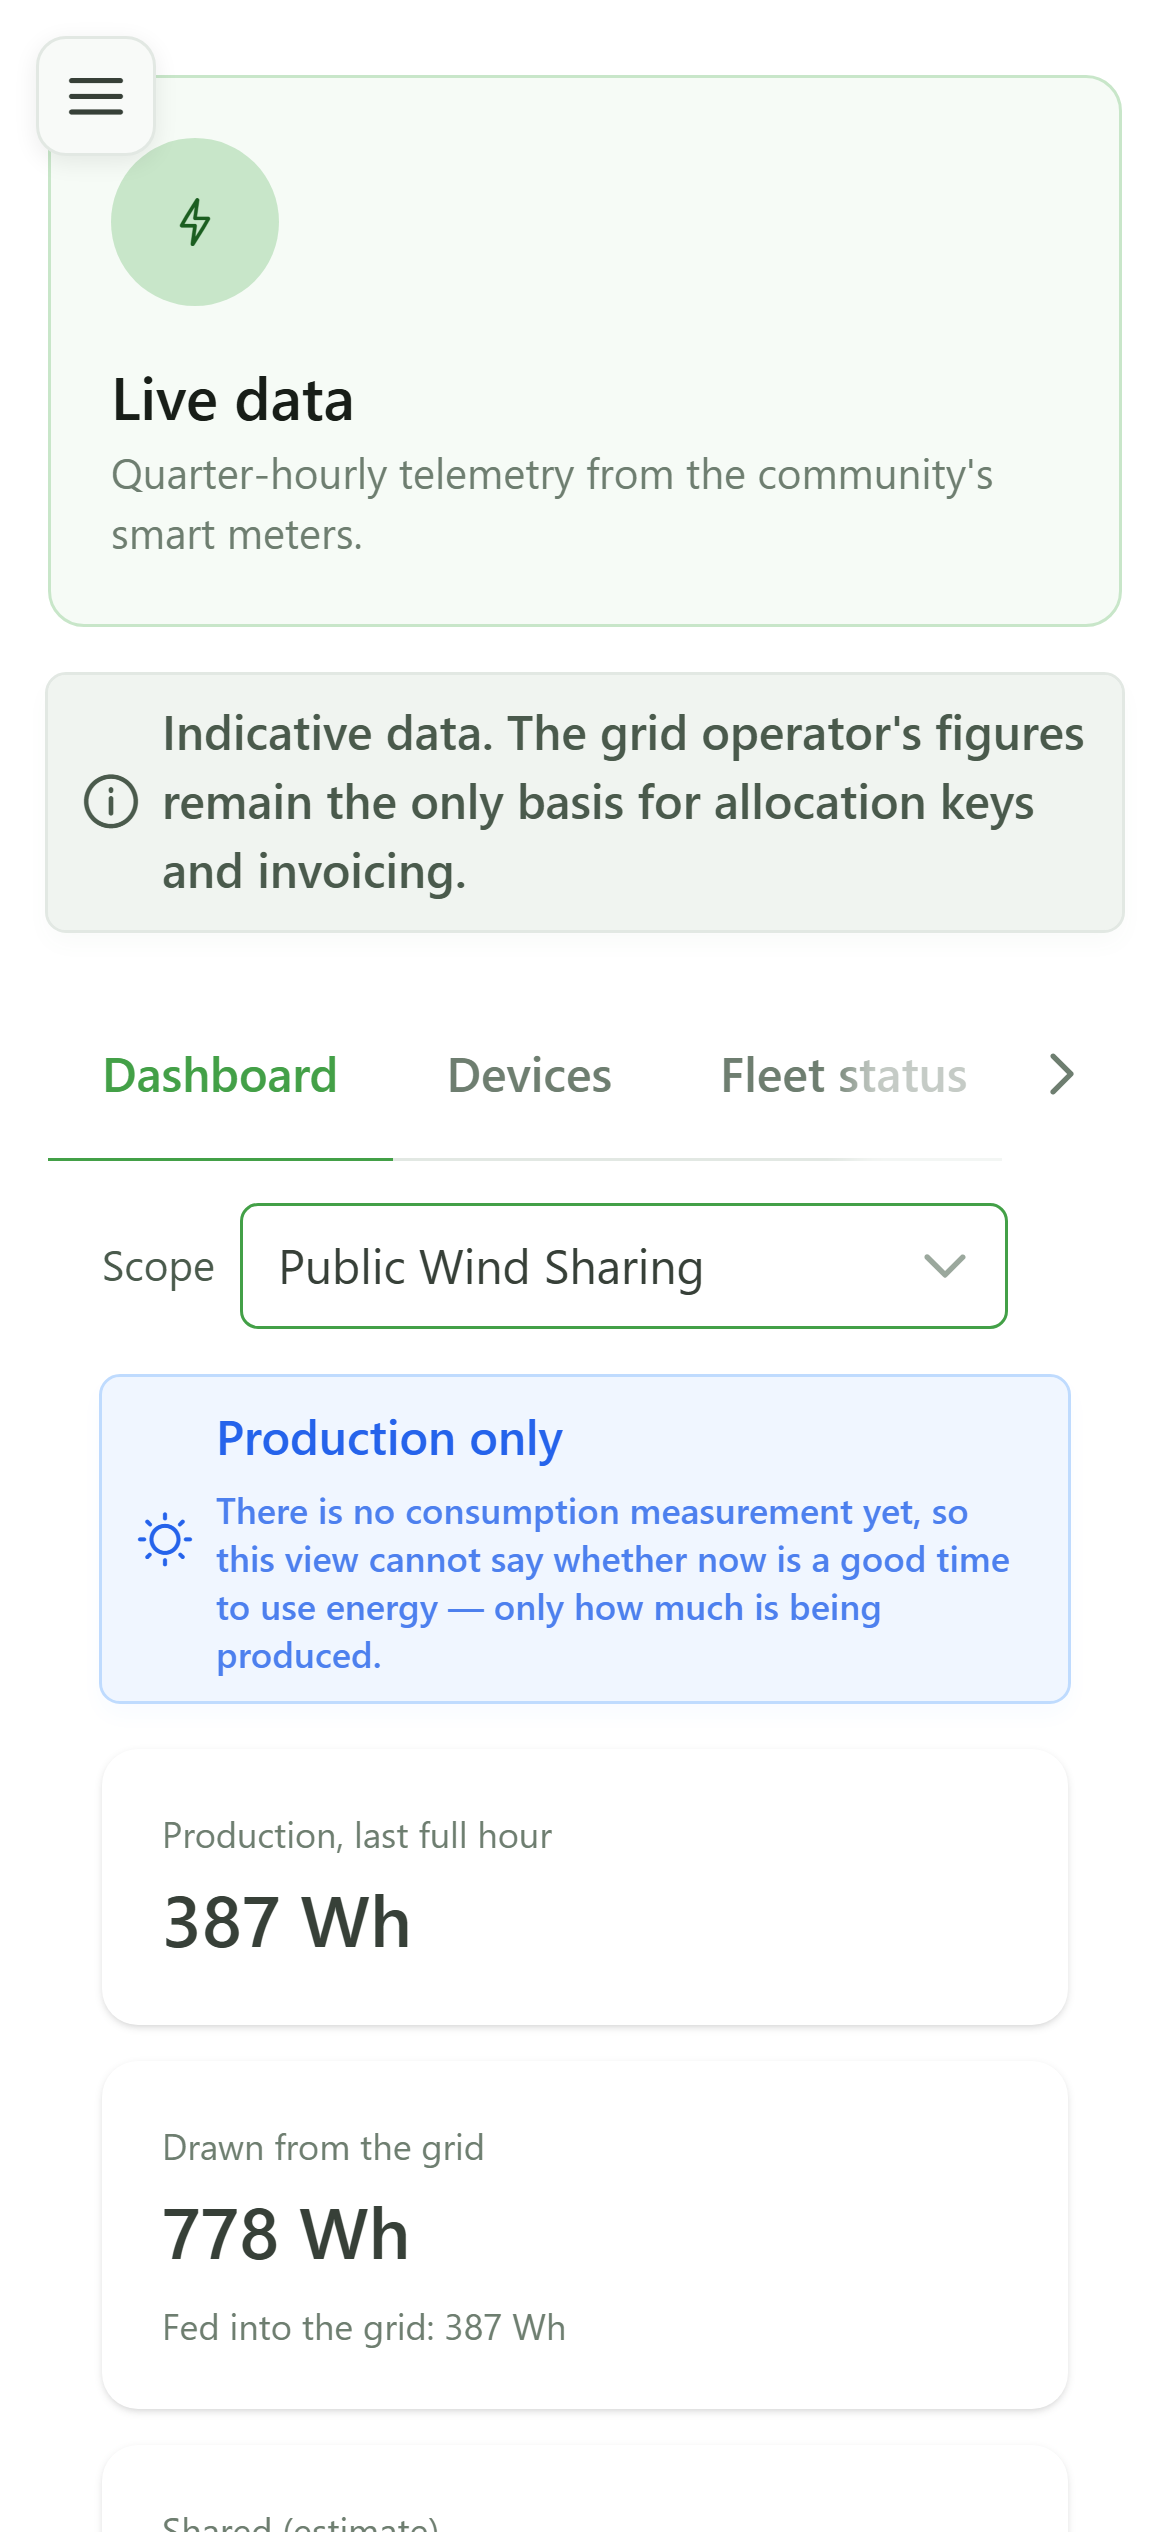 Live data
Quarter-hourly telemetry from the community's
smart meters.
Indicative data. The grid operator's figures
remain the only basis for allocation keys
and invoicing.
Dashboard Devices Fleet status
Scope Public Wind Sharing
Production only
There is no consumption measurement yet, so
this view cannot say whether now is a good time
to use energy — only how much is being
produced.
Production, last full hour
387 Wh
Drawn from the grid
778 Wh
Fed into the grid: 387 Wh
Shared (estimate)